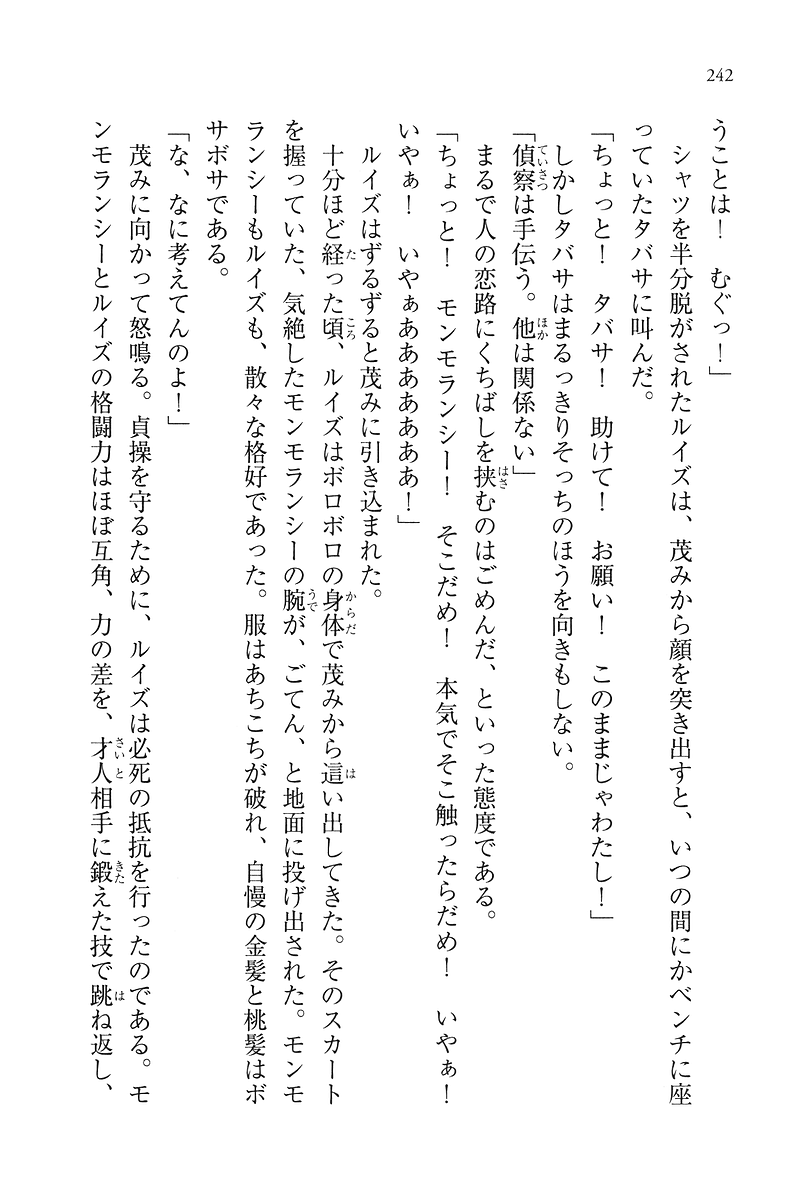 242
うことは！　むぐっ！」
　シャツを半分脱がされたルイズは、茂みから顔を突き出すと、いつの間にかベンチに座
っていたタバサに叫んだ。
「ちょっと！　タバサ！　助けて！　お願い！　このままじゃわたし！」
　しかしタバサはまるっきりそっちのほうを向きもしない。
「偵察は手伝う。他は関係ない」
　まるで人の恋路にくちばしを挟むのはごめんだ、といった態度である。
「ちょっと！　モンモランシー！　そこだめ！　本気でそこ触ったらだめ！　いやぁ！
いやぁ！　いやぁあああああああ！」
　ルイズはずるずると茂みに引き込まれた。
　十分ほど経った頃、ルイズはボロボロの身体で茂みから這い出してきた。そのスカート
を握っていた、気絶したモンモランシーの腕が、ごてん、と地面に投げ出された。モンモ
ランシーもルイズも、散々な格好であった。服はあちこちが破れ、自慢の金髪と桃髪はボ
サボサである。
「な、なに考えてんのよ！」
　茂みに向かって怒鳴る。貞操を守るために、ルイズは必死の抵抗を行ったのである。モ
ンモランシーとルイズの格闘力はほぼ互角、力の差を、才人相手に鍛えた技で跳ね返し、